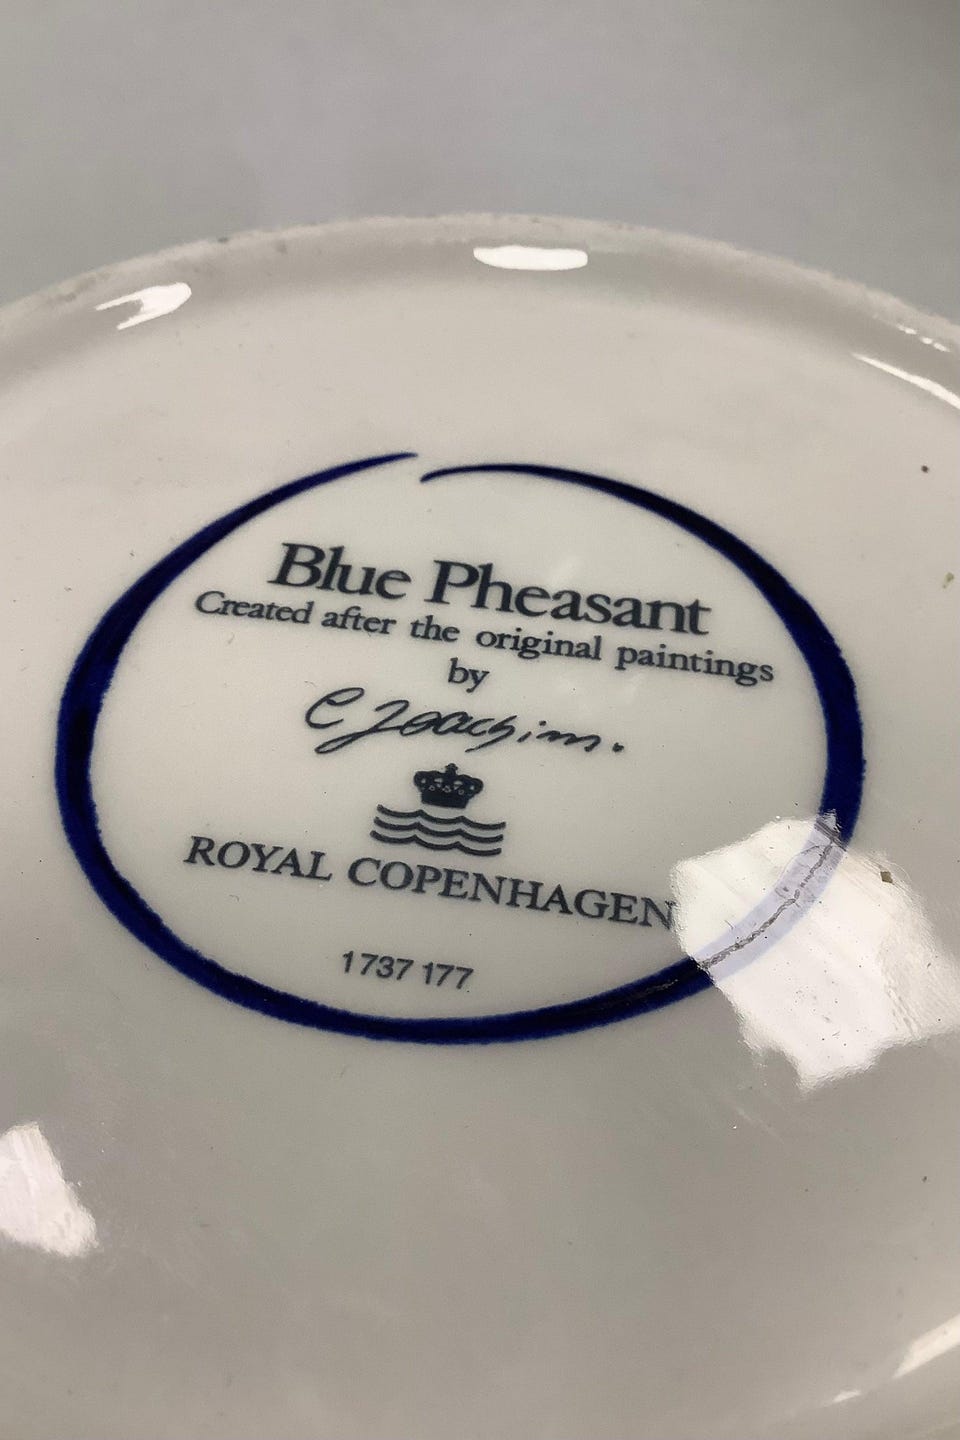 Blue Pheasant
Created after the original paintings
by
C Joachim.
ROYAL COPENHAGEN
1737 177